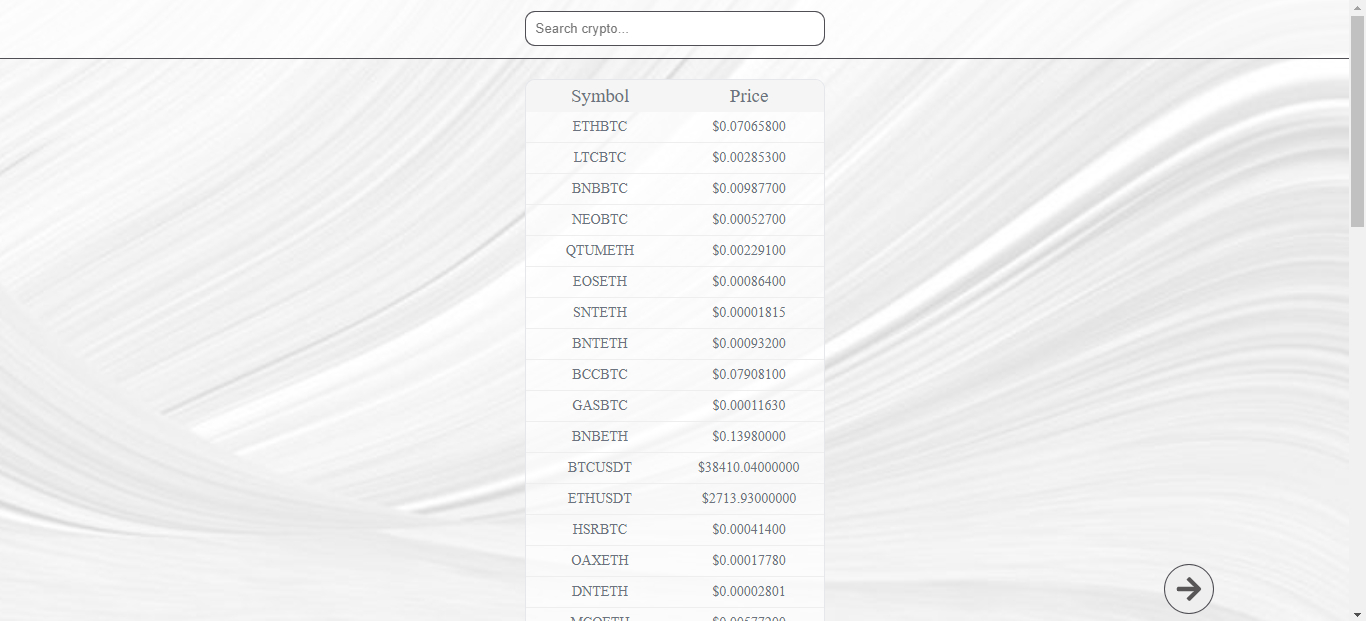 Search crypto...
Symbol Price
ETHBTC $0.07065800
LTCBTC $0.00285300
BNBBTC $0.00987700
NEOBTC $0.00052700
QTUMETH $0.00229100
EOSETH $0.00086400
SNTETH $0.00001815
BNTETH $0.00093200
BCCBTC $0.07908100
GASBTC $0.00011630
BNBETH $0.13980000
BTCUSDT $38410.04000000
ETHUSDT $2713.93000000
HSRBTC $0.00041400
OAXETH $0.00017780
DNTETH $0.00002801